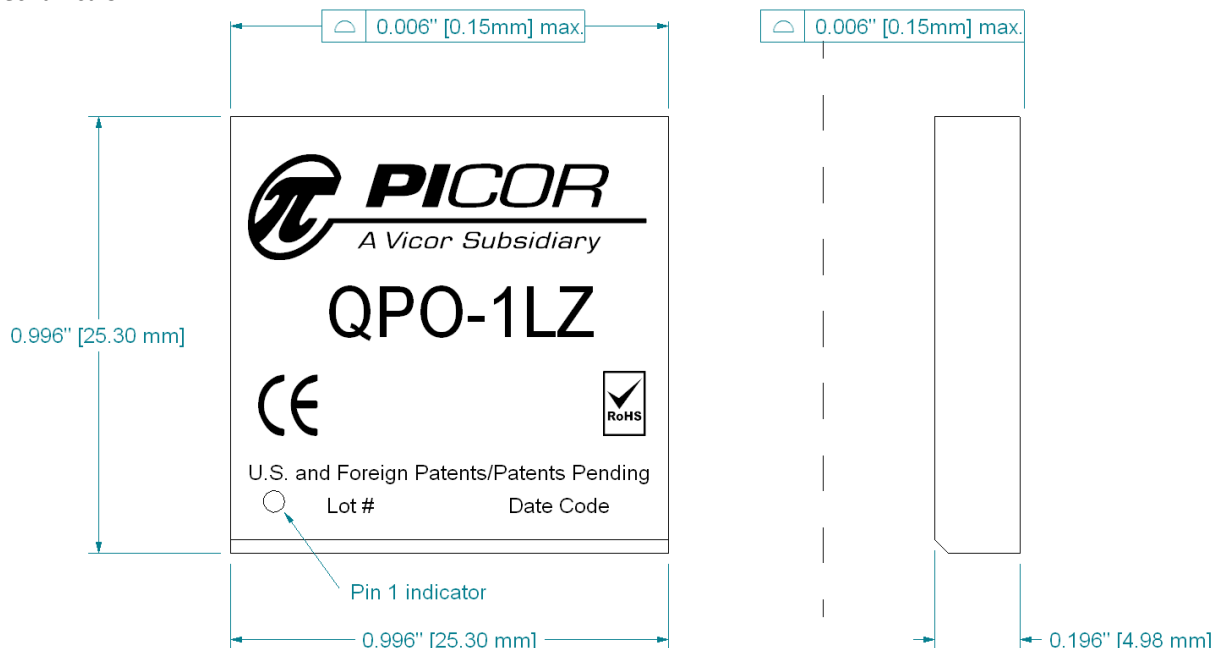 0.006” [0.15mm] max.
0.006” [0.15mm] max.
π PICOR
A Vicor Subsidiary
QPO-1LZ
0.996” [25.30 mm]
CE
RoHS
U.S. and Foreign Patents/Patents Pending
Lot # Date Code
Pin 1 indicator
0.996” [25.30 mm]
0.196” [4.98 mm]